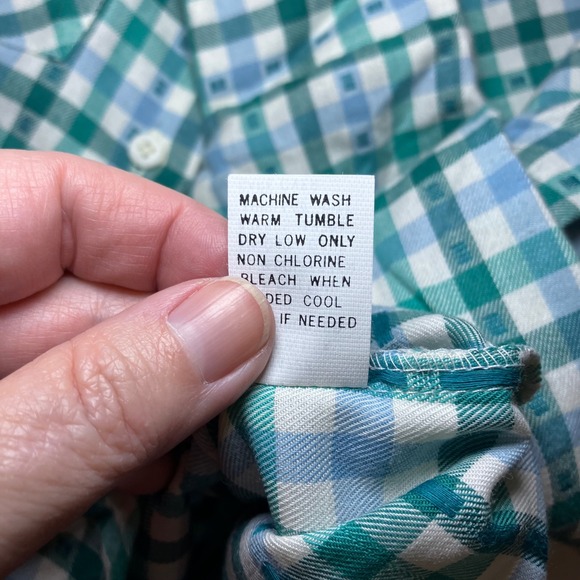 MACHINE WASH
WARM TUMBLE
DRY LOW ONLY
NON CHLORINE
BLEACH WHEN
COOL
IF NEEDED